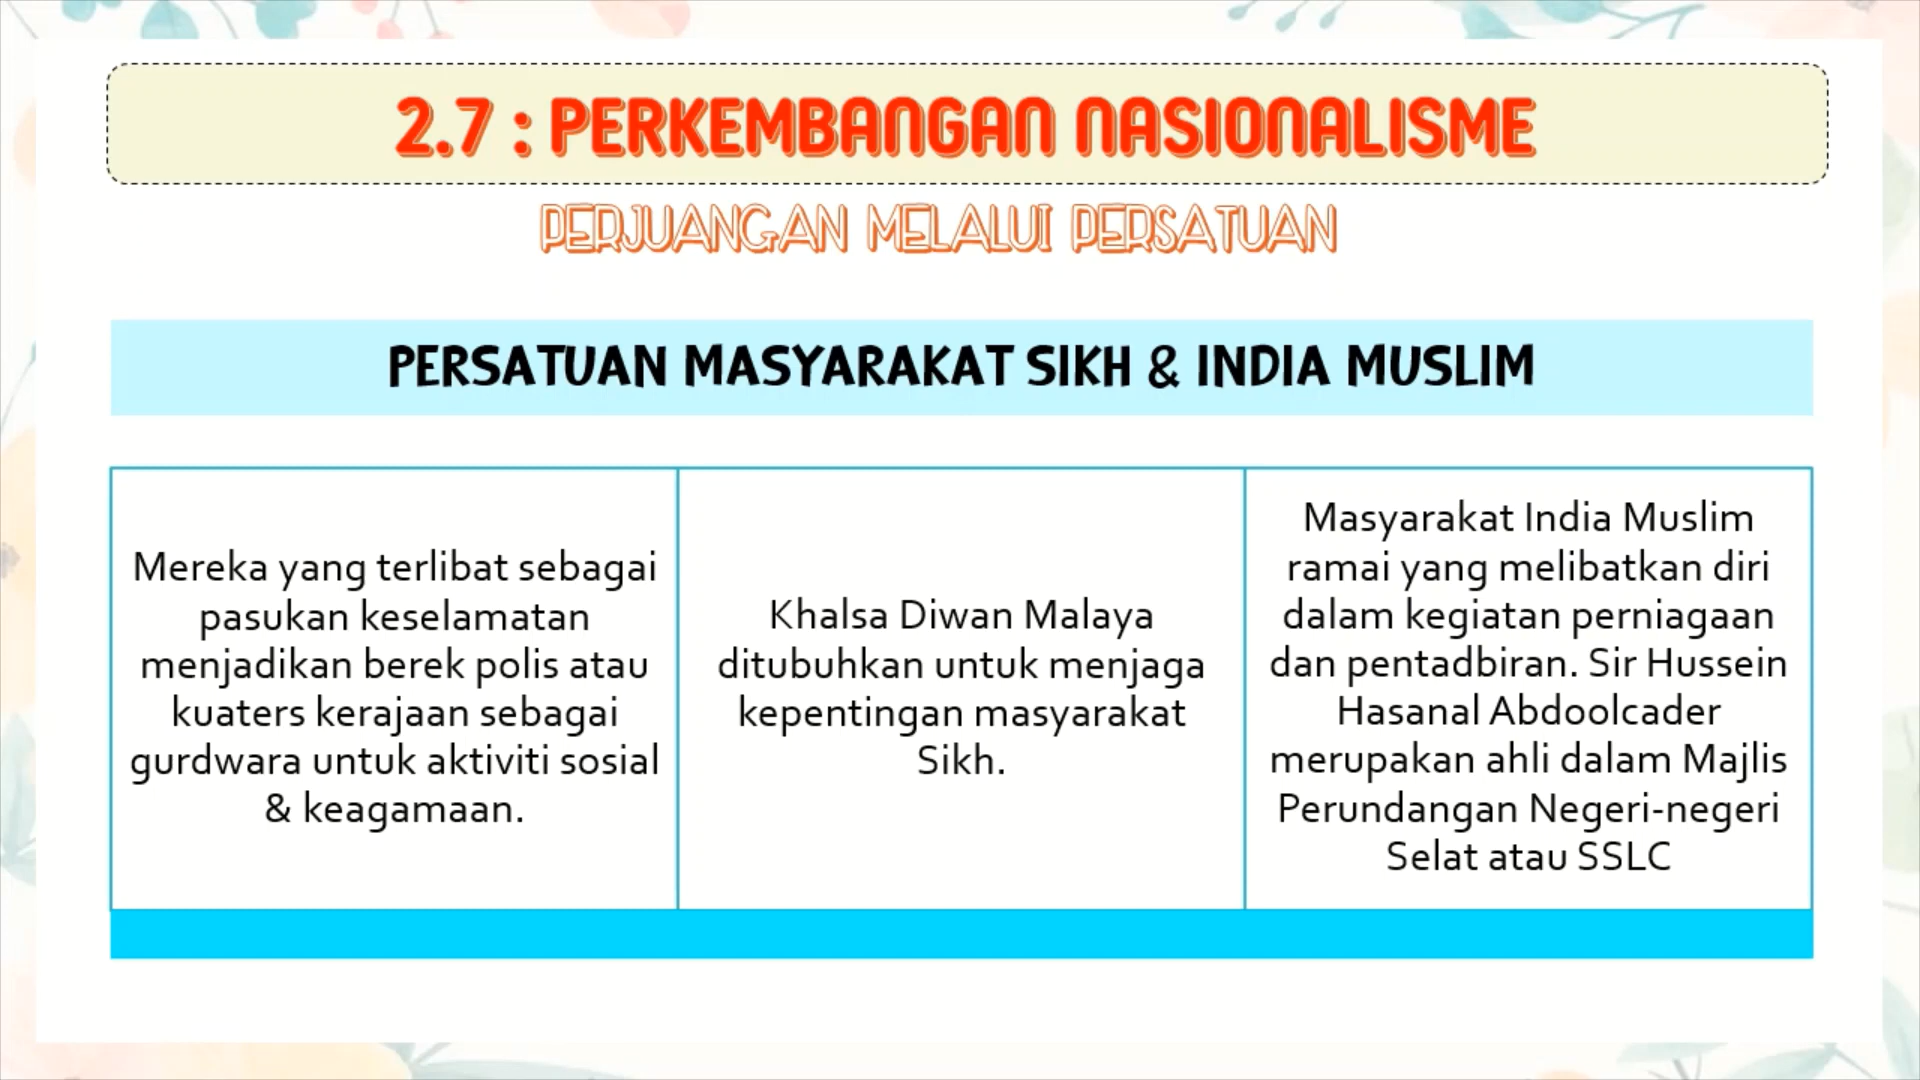 2.7 : PERKEMBANGAN NASIONALISME
PERJUANGAN MELALUI PERSATUAN
PERSATUAN MASYARAKAT SIKH & INDIA MUSLIM
Mereka yang terlibat sebagai
pasukan keselamatan
menjadikan berek polis atau
kuaters kerajaan sebagai
gurdwara untuk aktiviti sosial
& keagamaan.
Khalsa Diwan Malaya
ditubuhkan untuk menjaga
kepentingan masyarakat
Sikh.
Masyarakat India Muslim
ramai yang melibatkan diri
dalam kegiatan perniagaan
dan pentadbiran. Sir Hussein
Hasanal Abdoolcader
merupakan ahli dalam Majlis
Perundangan Negeri-negeri
Selat atau SSLC